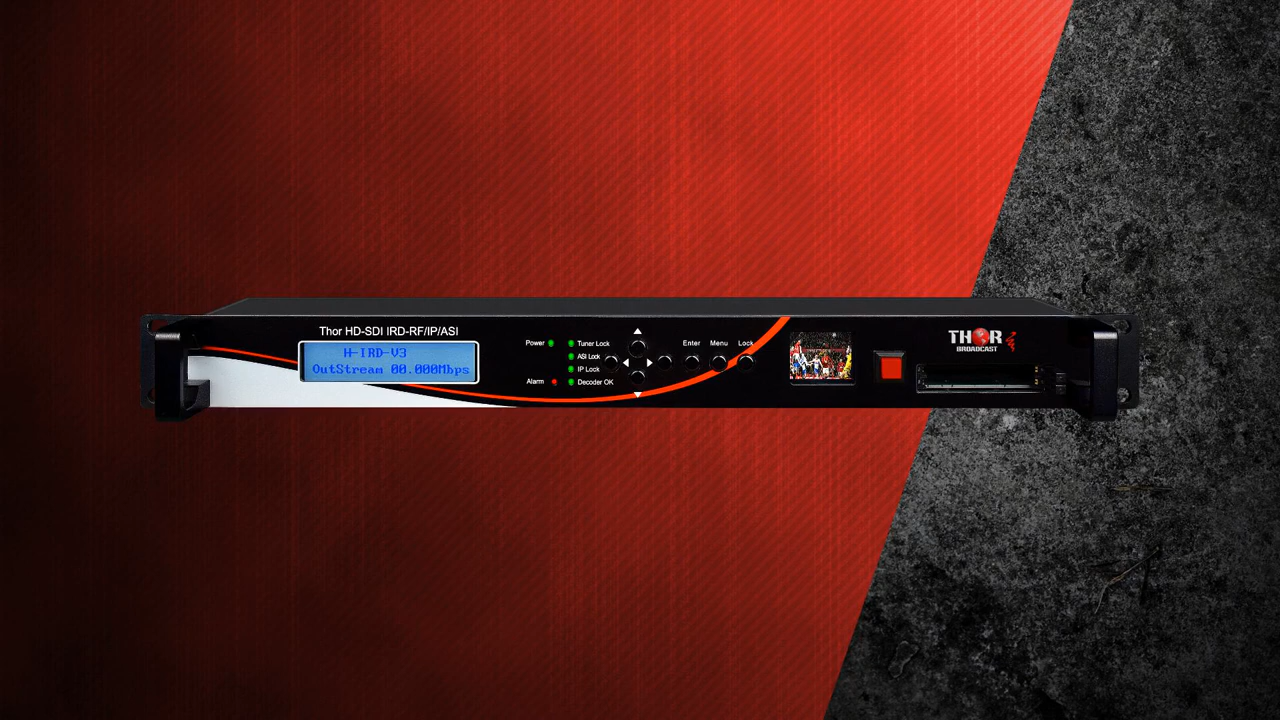 Thor HD-SDI IRD-RF/IP/ASI
H-IRD-V3
OutStream 00.000Mbps
Power
Alarm
Tuner Lock
ASI Lock
IP Lock
Decoder OK
Enter
Menu
Lock
THOR
BROADCAST